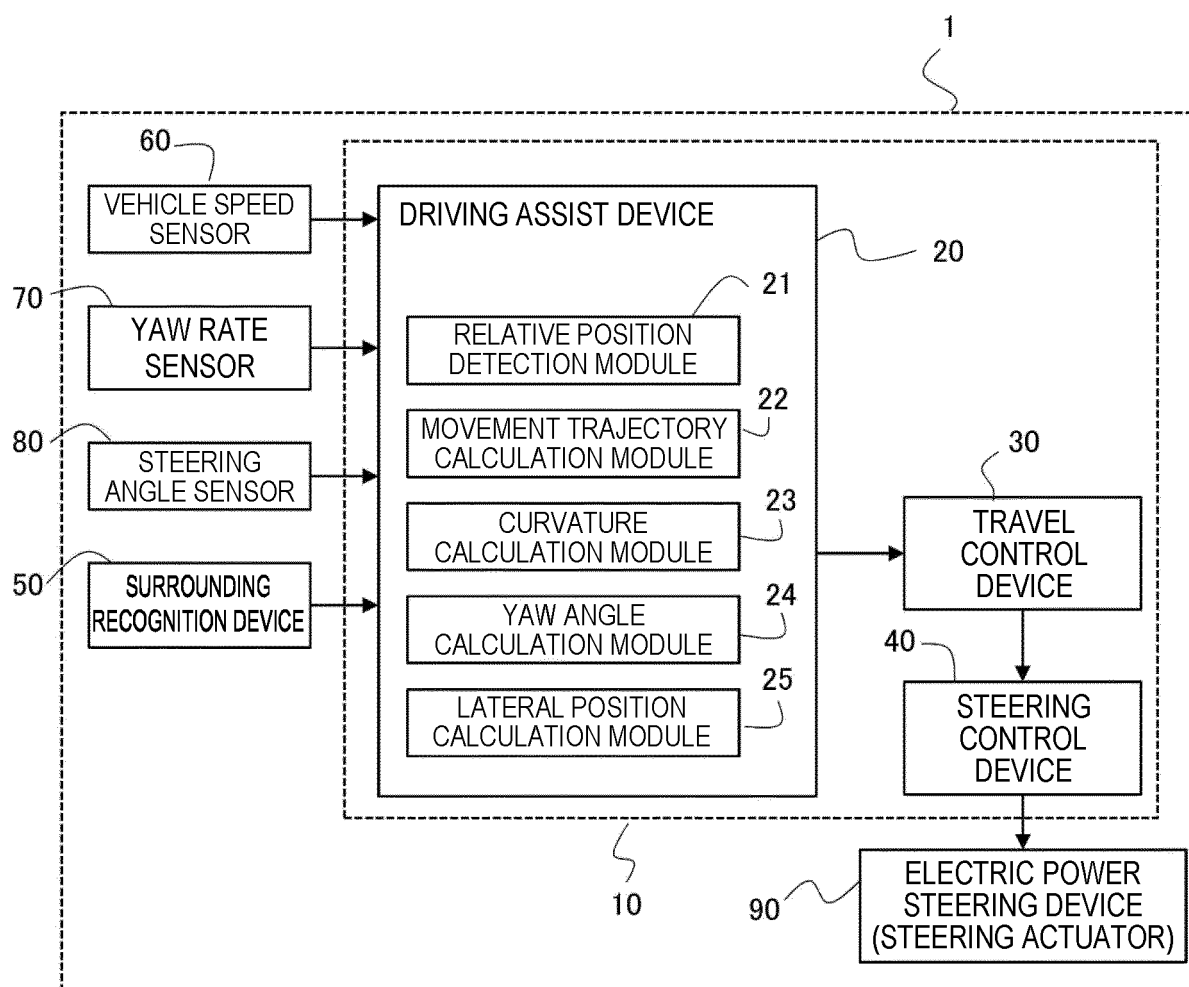 1
60
VEHICLE SPEED
SENSOR
DRIVING ASSIST DEVICE
20
70
YAW RATE
SENSOR
21
RELATIVE POSITION
DETECTION MODULE
80
STEERING
ANGLE SENSOR
22
MOVEMENT TRAJECTORY
CALCULATION MODULE
23
CURVATURE
CALCULATION MODULE
30
TRAVEL
CONTROL
DEVICE
50
SURROUNDING
RECOGNITION DEVICE
24
YAW ANGLE
CALCULATION MODULE
40
STEERING
CONTROL
DEVICE
25
LATERAL POSITION
CALCULATION MODULE
10
90
ELECTRIC POWER
STEERING DEVICE
(STEERING ACTUATOR)